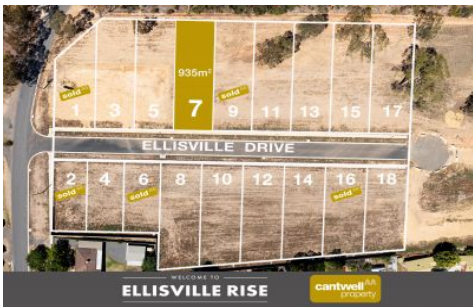 935m²
sold
sold
1 3 5 7 9 11 13 15 17
ELLISVILLE DRIVE
2 4 6 8 10 12 14 16 18
sold
sold
sold
WELCOME TO
ELLISVILLE RISE
cantwell AA
property